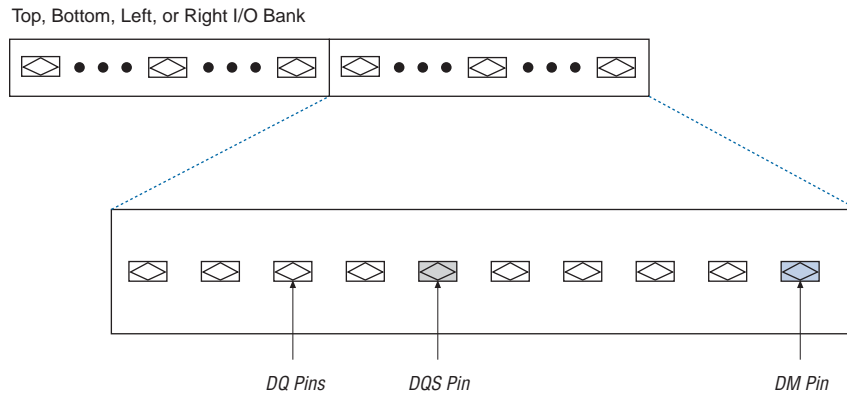 Top, Bottom, Left, or Right I/O Bank
DQ Pins
DQS Pin
DM Pin